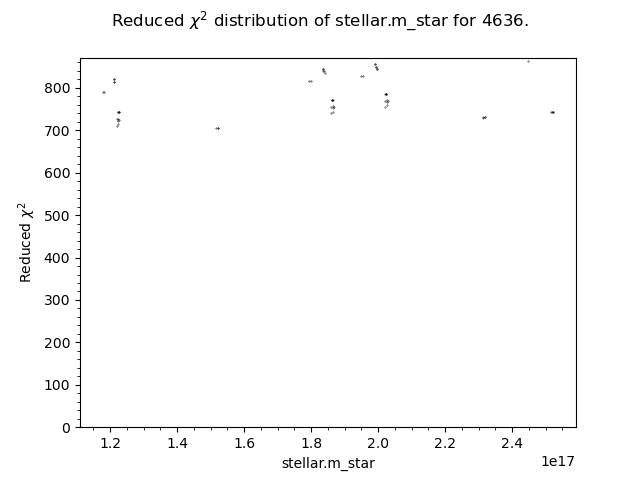 Reduced χ² distribution of stellar.m_star for 4636.
800
700
600
500
400
300
200
100
0
Reduced χ²
1.2 1.4 1.6 1.8 2.0 2.2 2.4
1e17
stellar.m_star